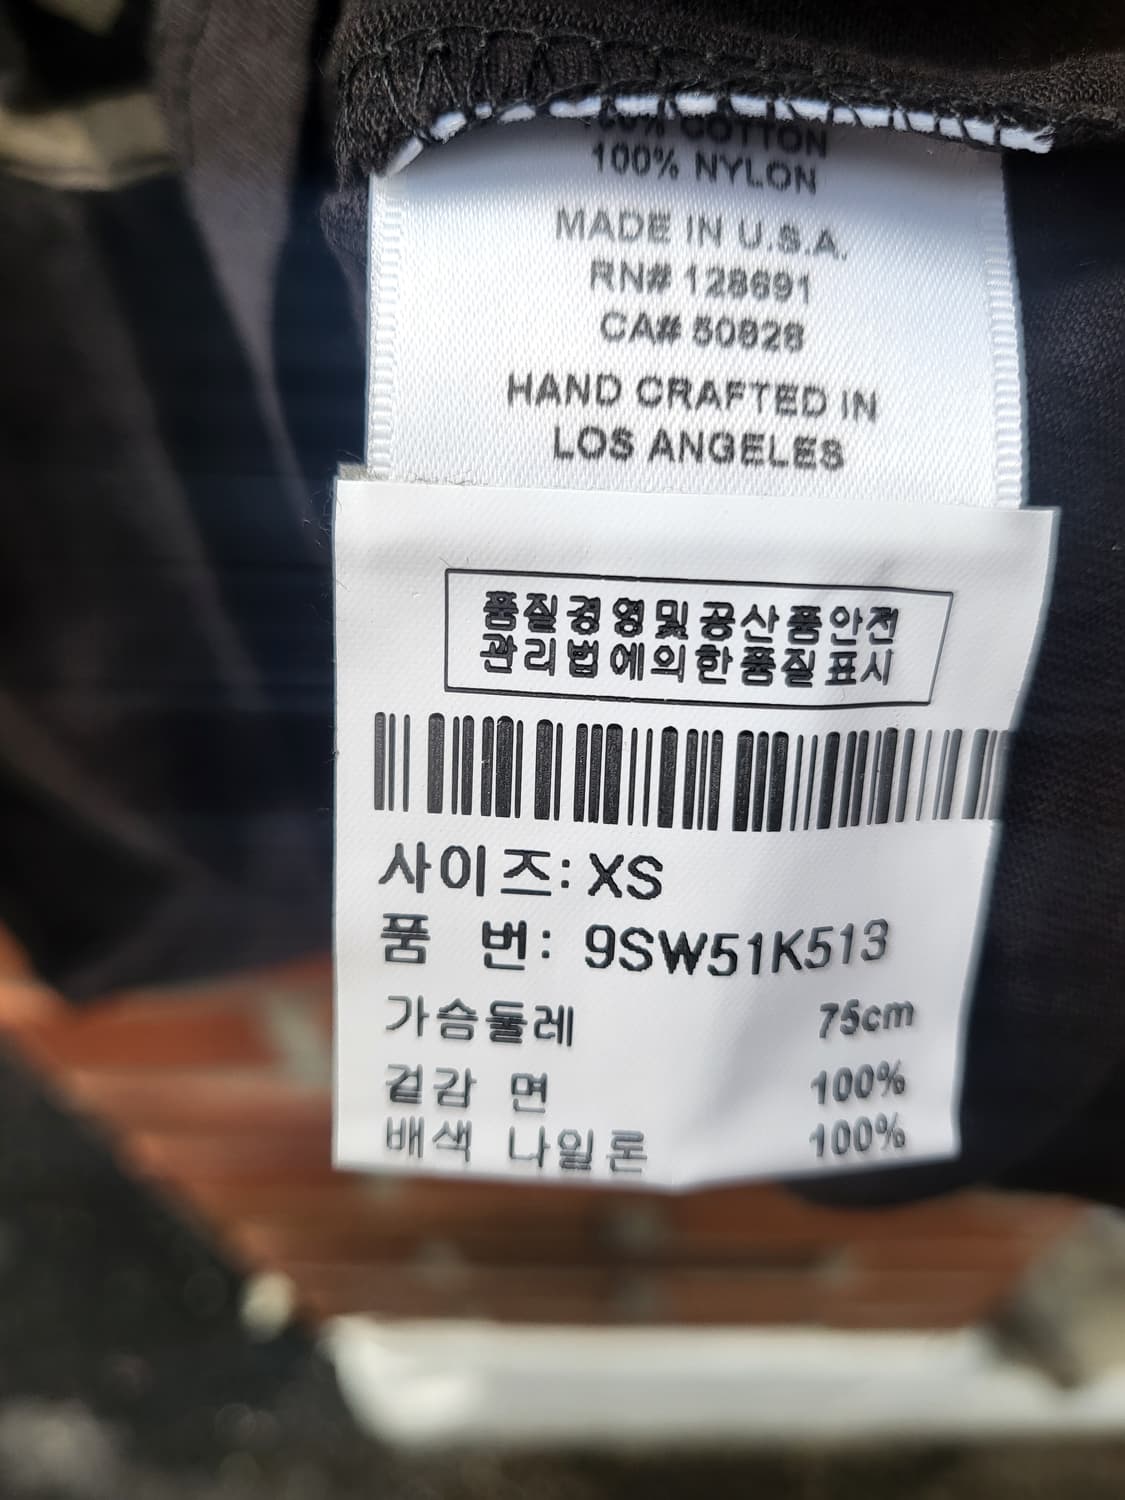 100% COTTON
100% NYLON
MADE IN U.S.A.
RN# 128691
CA# 50828
HAND CRAFTED IN
LOS ANGELES
품질경영및공산품안전
관리법에의한품질표시
사이즈: XS
품 번: 9SW51K513
가슴둘레 75cm
겉감 면 100%
배색 나일론 100%